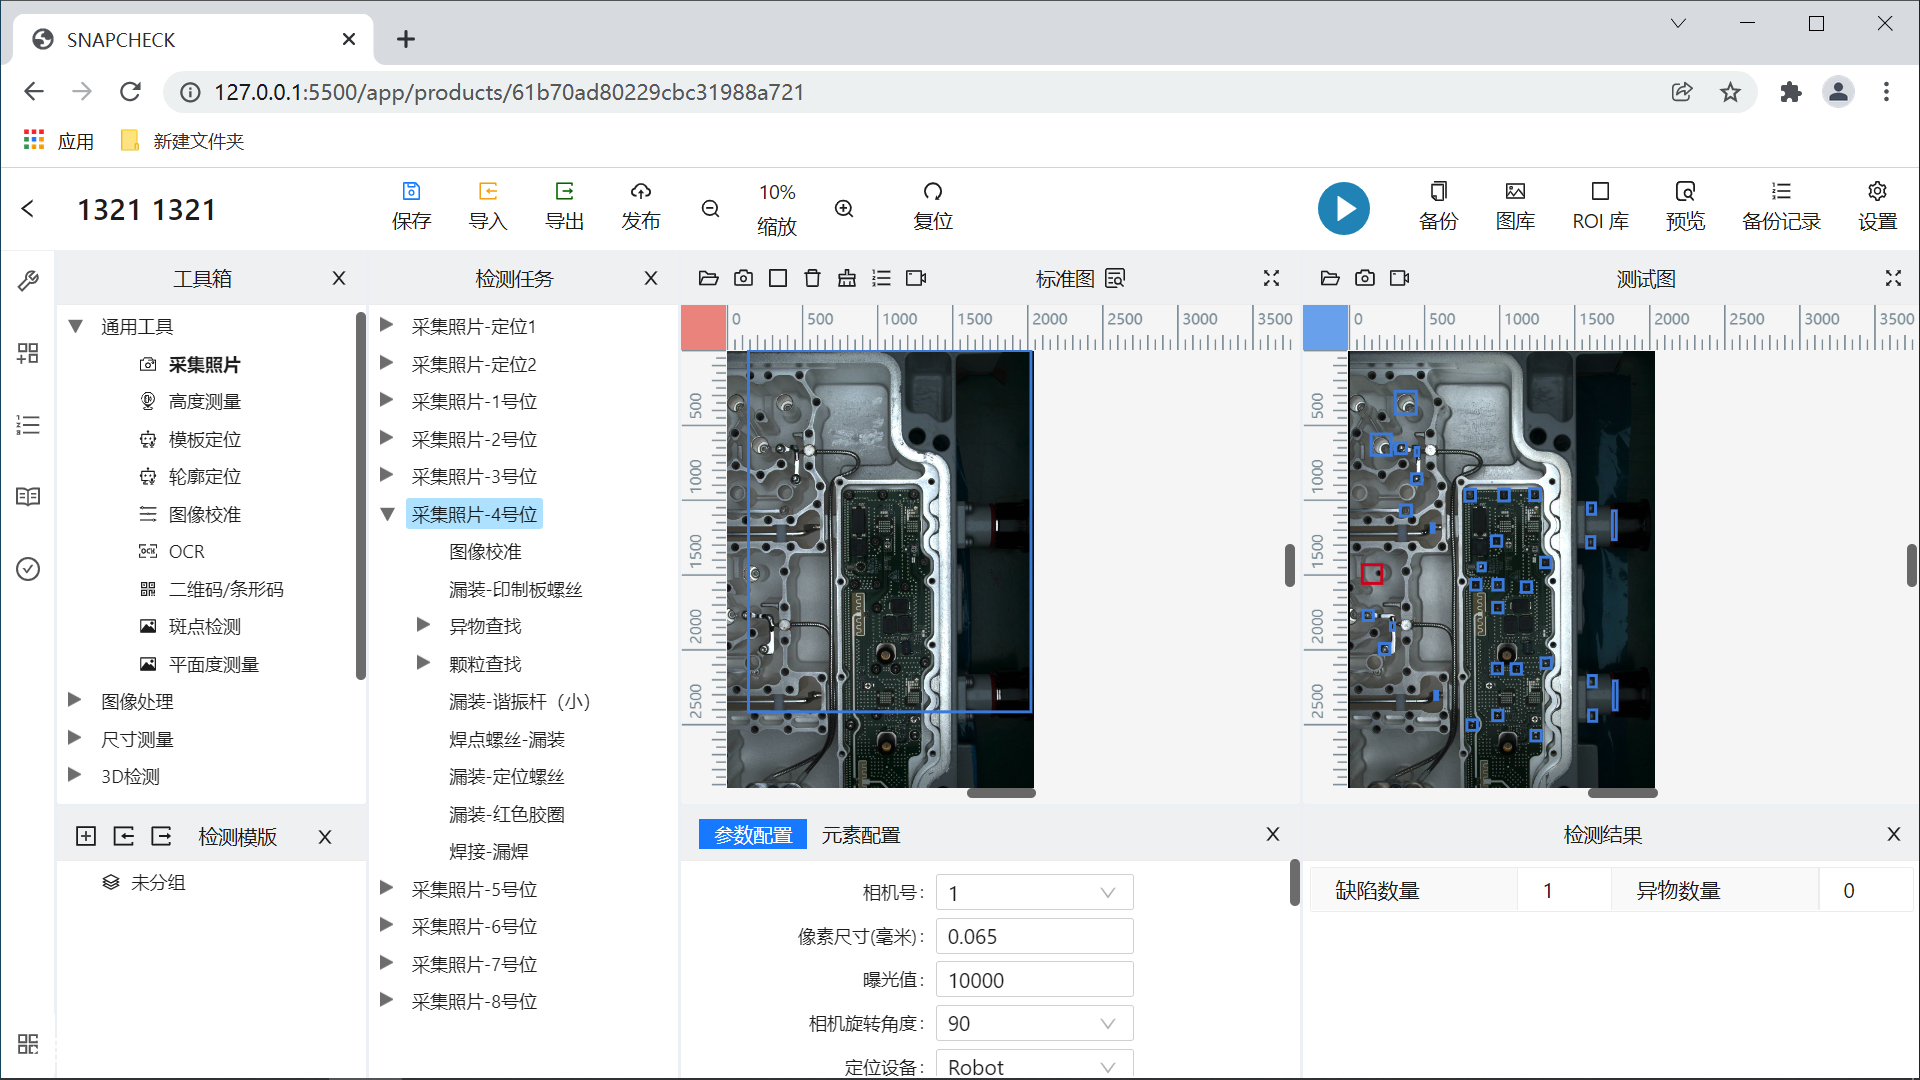 SNAPCHECK
127.0.0.1:5500/app/products/61b70ad80229cbc31988a721
应用 新建文件夹
1321 1321
保存 导入 导出 发布 10% 缩放 复位 备份 图库 ROI 库 预览 备份记录 设置
工具箱
通用工具
采集照片
高度测量
模板定位
轮廓定位
图像校准
OCR
二维码/条形码
斑点检测
平面度测量
图像处理
尺寸测量
3D检测
检测模版
未分组
检测任务
采集照片-定位1
采集照片-定位2
采集照片-1号位
采集照片-2号位
采集照片-3号位
采集照片-4号位
图像校准
漏装-印制板螺丝
异物查找
颗粒查找
漏装-谐振杆（小）
焊点螺丝-漏装
漏装-定位螺丝
漏装-红色胶圈
焊接-漏焊
采集照片-5号位
采集照片-6号位
采集照片-7号位
采集照片-8号位
标准图
0 500 1000 1500 2000 2500 3000 3500
500
1000
1500
2000
2500
测试图
0 500 1000 1500 2000 2500 3000 3500
500
1000
1500
2000
2500
参数配置 元素配置
相机号: 1
像素尺寸(毫米): 0.065
曝光值: 10000
相机旋转角度: 90
定位设备: Robot
检测结果
缺陷数量 1 异物数量 0